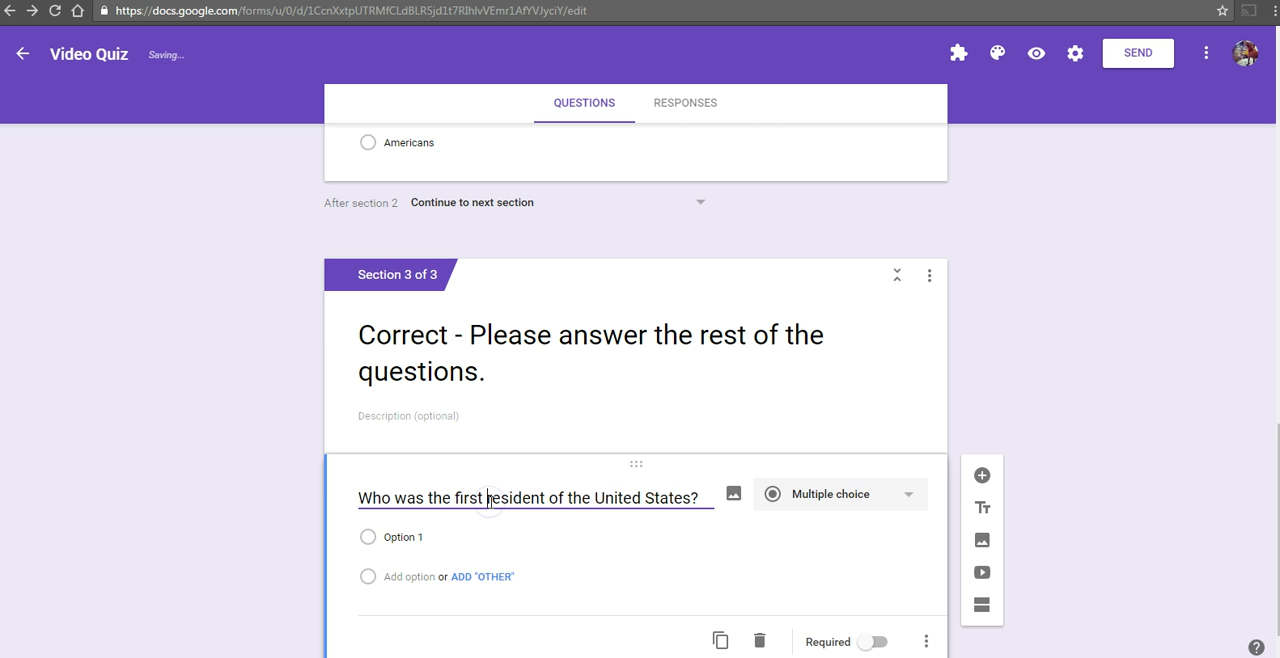 https://docs.google.com/forms/u/0/d/1CcnXxtpUTRMfCLdBLR5jd1t7RIhlvVEmr1AfYVJyciY/edit
Video Quiz Saving...
SEND
QUESTIONS RESPONSES
Americans
After section 2 Continue to next section
Section 3 of 3
Correct - Please answer the rest of the
questions.
Description (optional)
Who was the first resident of the United States?
Multiple choice
Option 1
Add option or ADD "OTHER"
Required